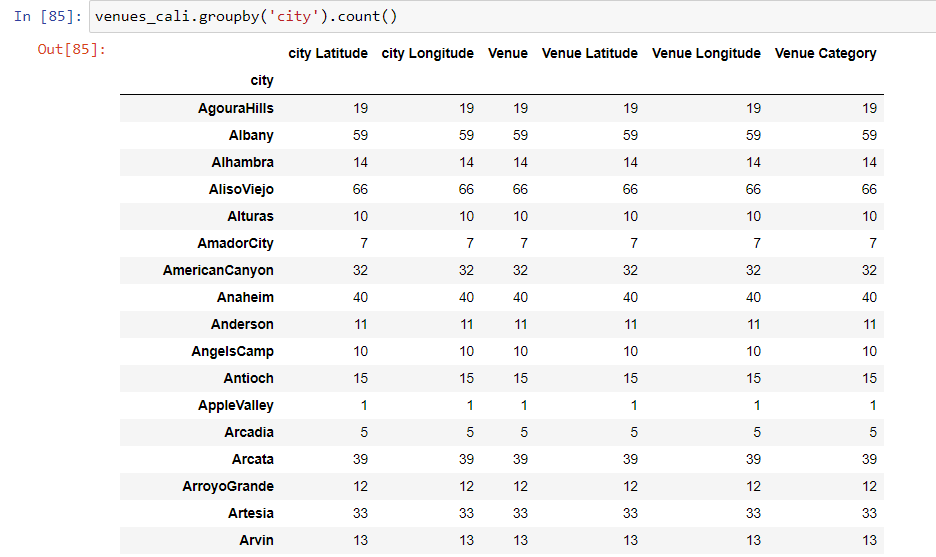 In [85]: venues_cali.groupby('city').count()
Out[85]:
city Latitude city Longitude Venue Venue Latitude Venue Longitude Venue Category
city
AgouraHills 19 19 19 19 19 19
Albany 59 59 59 59 59 59
Alhambra 14 14 14 14 14 14
AlisoViejo 66 66 66 66 66 66
Alturas 10 10 10 10 10 10
AmadorCity 7 7 7 7 7 7
AmericanCanyon 32 32 32 32 32 32
Anaheim 40 40 40 40 40 40
Anderson 11 11 11 11 11 11
AngelsCamp 10 10 10 10 10 10
Antioch 15 15 15 15 15 15
AppleValley 1 1 1 1 1 1
Arcadia 5 5 5 5 5 5
Arcata 39 39 39 39 39 39
ArroyoGrande 12 12 12 12 12 12
Artesia 33 33 33 33 33 33
Arvin 13 13 13 13 13 13